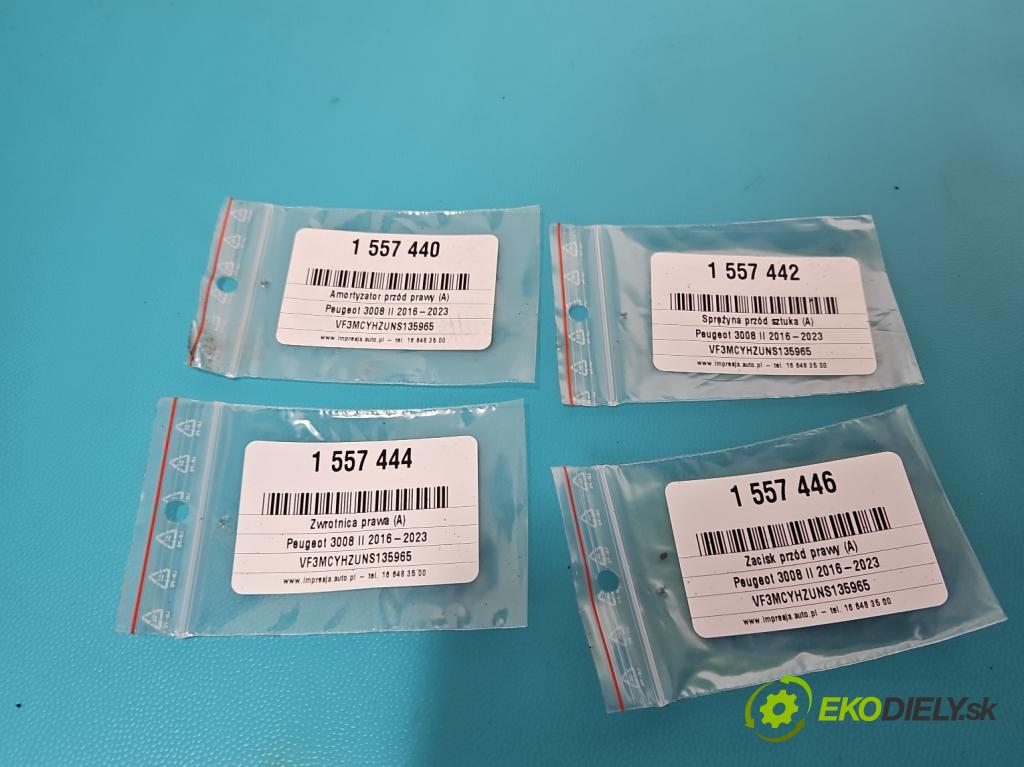 1 557 440
Amortyzator przód prawy (A)
Peugeot 3008 II 2016-2023
VF3MCYHZUNS135965
www.impresja.auto.pl - tel. 16 648 35 00
1 557 442
Sprężyna przód sztuka (A)
Peugeot 3008 II 2016-2023
VF3MCYHZUNS135965
www.impresja.auto.pl - tel. 16 648 35 00
1 557 444
Zwrotnica prawa (A)
Peugeot 3008 II 2016-2023
VF3MCYHZUNS135965
www.impresja.auto.pl - tel. 16 648 35 00
1 557 446
Zacisk przód prawy (A)
Peugeot 3008 II 2016-2023
VF3MCYHZUNS135965
www.impresja.auto.pl - tel. 16 648 35 00
EKODIELY.sk